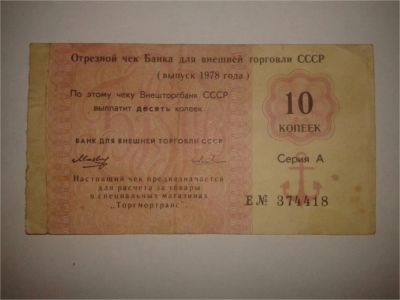 Отрезной чек Банка для внешней торговли СССР
(выпуск 1978 года)
По этому чеку Внешторгбанк СССР
выплатит десять копеек
10
КОПЕЕК
БАНК ДЛЯ ВНЕШНЕЙ ТОРГОВЛИ СССР
Серия А
Настоящий чек предназначается
для расчета за товары
в специальных магазинах
„Торгмортранс".
Е № 374418